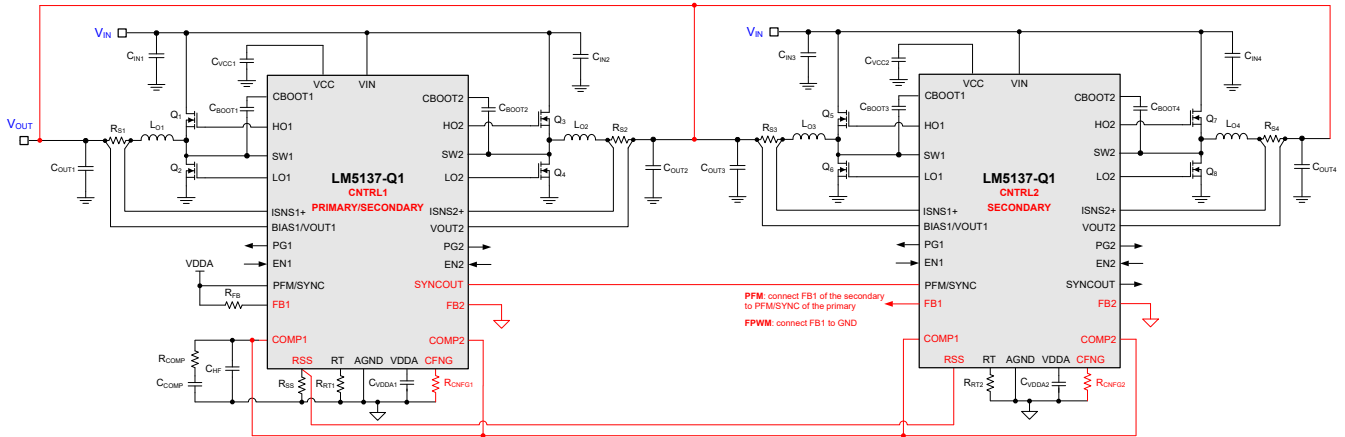 VIN
CIN1
CVCC1
VCC
VIN
CIN2
CBOOT1
CBOOT1
CBOOT2
CBOOT2
Q1
HO1
HO2
Q3
VOUT
RS1
LO1
LO2
RS2
SW1
SW2
COUT1
Q2
LO1
LO2
Q4
COUT2
LM5137-Q1
CNTRL1
PRIMARY/SECONDARY
ISNS1+
ISNS2+
BIAS1/VOUT1
VOUT2
PG1
PG2
VDDA
EN1
EN2
PFM/SYNC
SYNCOUT
RFB
FB1
FB2
COMP1
COMP2
RCOMP
CHF
CCOMP
RSS
RT
AGND
VDDA
CFNG
RSS
RRT1
CVDDA1
RCNFG1
VIN
CIN3
CVCC2
VCC
VIN
CIN4
CBOOT1
CBOOT3
CBOOT2
CBOOT4
Q5
HO1
HO2
Q7
RS3
LO3
LO4
RS4
SW1
SW2
COUT3
Q6
LO1
LO2
Q8
COUT4
LM5137-Q1
CNTRL2
SECONDARY
ISNS1+
ISNS2+
BIAS1/VOUT1
VOUT2
PG1
PG2
EN1
EN2
PFM/SYNC
SYNCOUT
PFM: connect FB1 of the secondary
to PFM/SYNC of the primary
FPWM: connect FB1 to GND
FB1
FB2
COMP1
COMP2
RSS
RT
AGND
VDDA
CFNG
RRT2
CVDDA2
RCNFG2